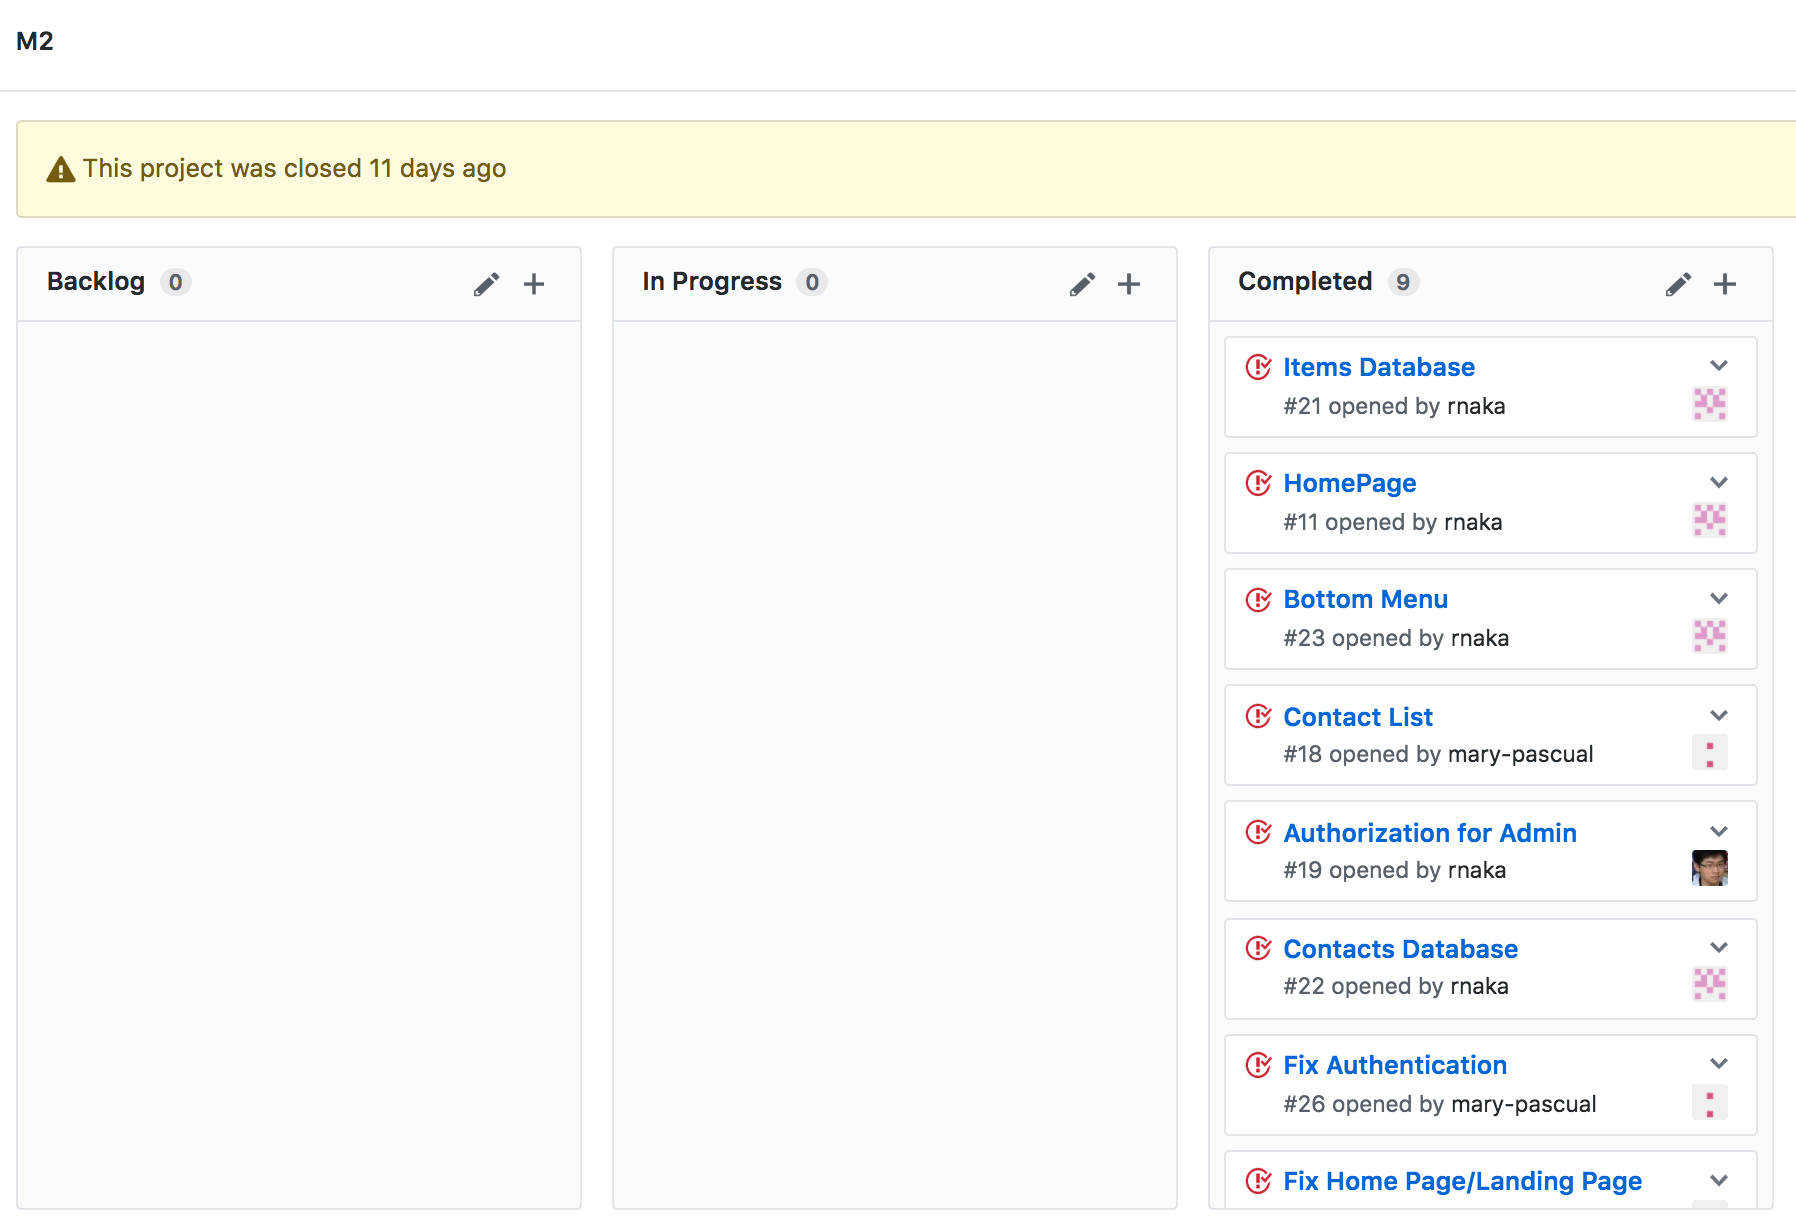 M2
This project was closed 11 days ago
Backlog 0
In Progress 0
Completed 9
Items Database
#21 opened by rnaka
HomePage
#11 opened by rnaka
Bottom Menu
#23 opened by rnaka
Contact List
#18 opened by mary-pascual
Authorization for Admin
#19 opened by rnaka
Contacts Database
#22 opened by rnaka
Fix Authentication
#26 opened by mary-pascual
Fix Home Page/Landing Page